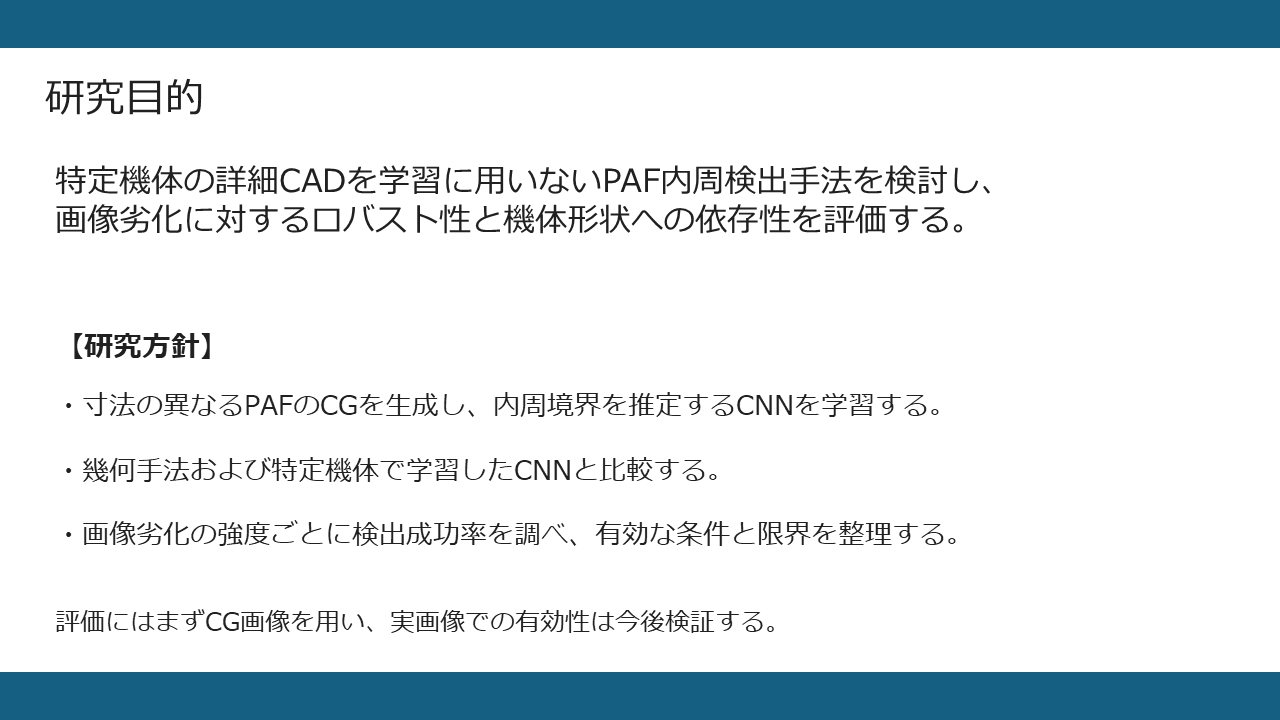 研究目的
特定機体の詳細CADを学習に用いないPAF内周検出手法を検討し、
画像劣化に対するロバスト性と機体形状への依存性を評価する。
【研究方針】
・寸法の異なるPAFのCGを生成し、内周境界を推定するCNNを学習する。
・幾何手法および特定機体で学習したCNNと比較する。
・画像劣化の強度ごとに検出成功率を調べ、有効な条件と限界を整理する。
評価にはまずCG画像を用い、実画像での有効性は今後検証する。